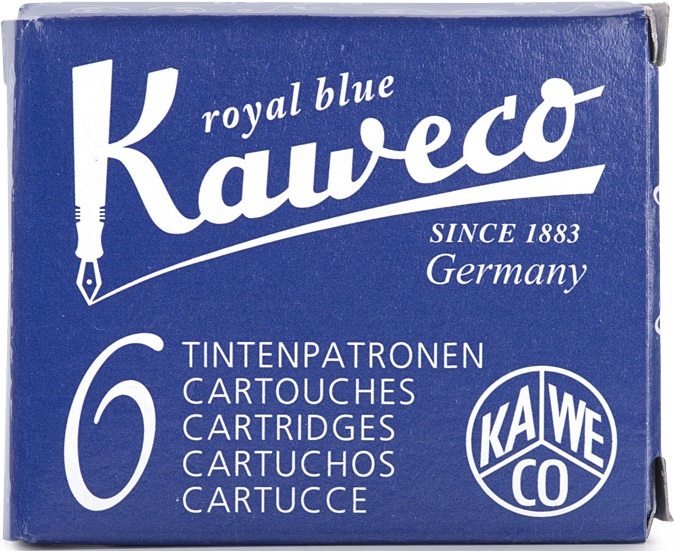 royal blue
Kaweco
SINCE 1883
Germany
6
TINTENPATRONEN
CARTOUCHES
CARTRIDGES
CARTUCHOS
CARTUCCE
KA WE
CO